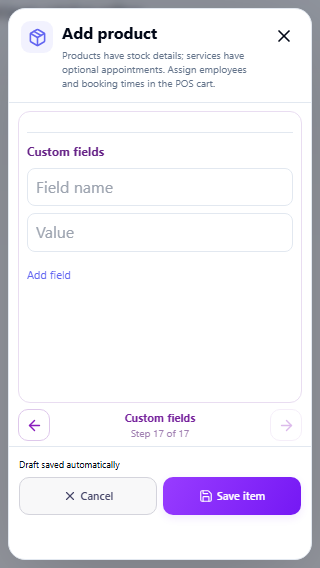 Add product
Products have stock details; services have
optional appointments. Assign employees
and booking times in the POS cart.
Custom fields
Field name
Value
Add field
Custom fields
Step 17 of 17
Draft saved automatically
Cancel
Save item